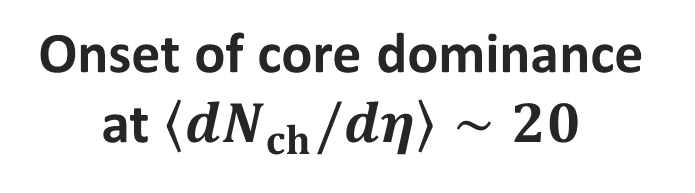 Onset of core dominance
at ⟨dN_ch/dη⟩ ~ 20